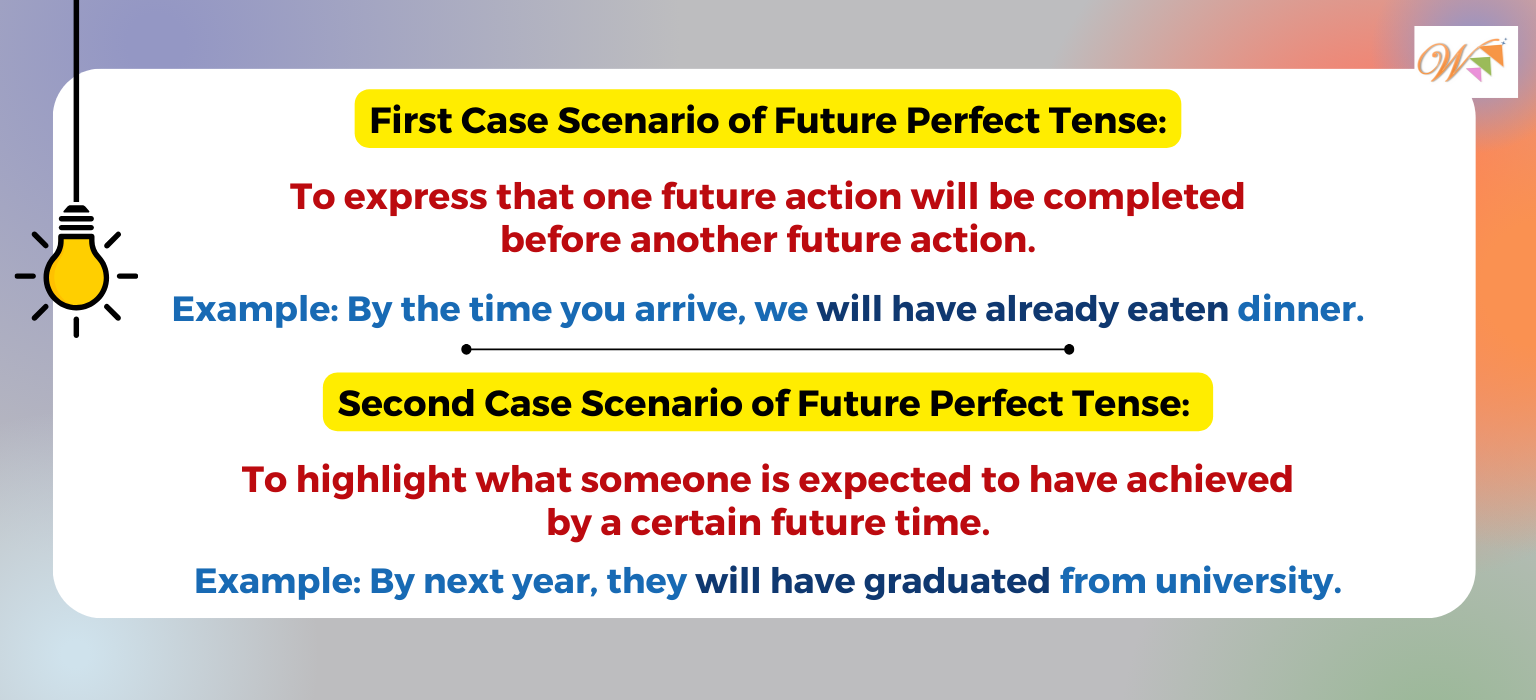 W
First Case Scenario of Future Perfect Tense:
To express that one future action will be completed
before another future action.
Example: By the time you arrive, we will have already eaten dinner.
Second Case Scenario of Future Perfect Tense:
To highlight what someone is expected to have achieved
by a certain future time.
Example: By next year, they will have graduated from university.